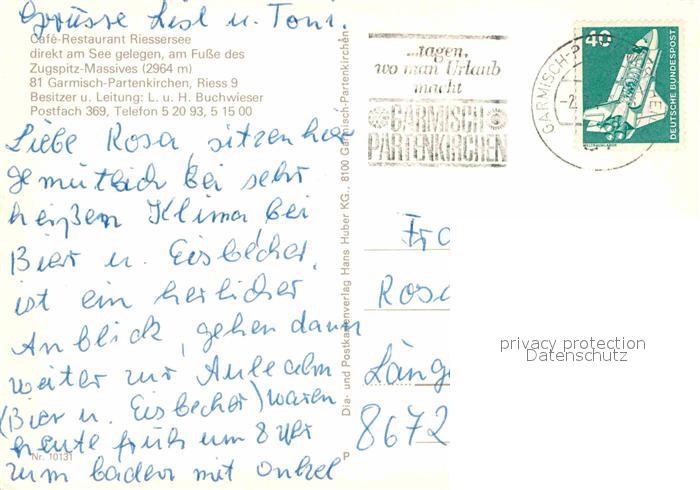 Grüsse Lisl u. Toni.
Café-Restaurant Riessersee
direkt am See gelegen, am Fuße des
Zugspitz-Massives (2964 m)
81 Garmisch-Partenkirchen, Riess 9
Besitzer u. Leitung: L. u. H. Buchwieser
Postfach 369, Telefon 5 20 93, 5 15 00
Liebe Rosa, sitzen hier
gemütlich bei sehr
heißem Klima, bei
Bier u. Eisbecher,
ist ein herlicher
Anblick, gehen dann
weiter zur
(Bier u. Eisbecher) waren
heute früh um 8 Uhr
zum baden mit Onkel
Nr. 10131
P
Dia- und Postkartenverlag Hans Huber KG., 8100 Garmisch-Partenkirchen
...tagen,
wo man Urlaub
macht
GARMISCH
PARTENKIRCHEN
GARMISCH-P
40
DEUTSCHE BUNDESPOST
WELTRAUMLABOR
Fra
Rosa
Läng
8672
privacy protection
Datenschutz